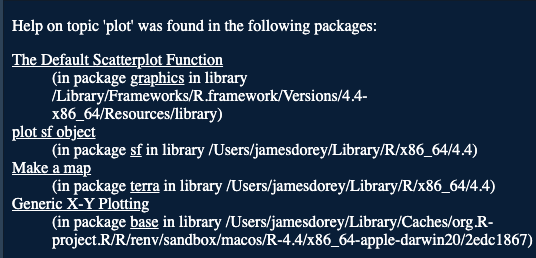 Help on topic 'plot' was found in the following packages:
The Default Scatterplot Function
(in package graphics in library
/Library/Frameworks/R.framework/Versions/4.4-
x86_64/Resources/library)
plot sf object
(in package sf in library /Users/jamesdorey/Library/R/x86_64/4.4)
Make a map
(in package terra in library /Users/jamesdorey/Library/R/x86_64/4.4)
Generic X-Y Plotting
(in package base in library /Users/jamesdorey/Library/Caches/org.R-
project.R/R/renv/sandbox/macos/R-4.4/x86_64-apple-darwin20/2edc1867)